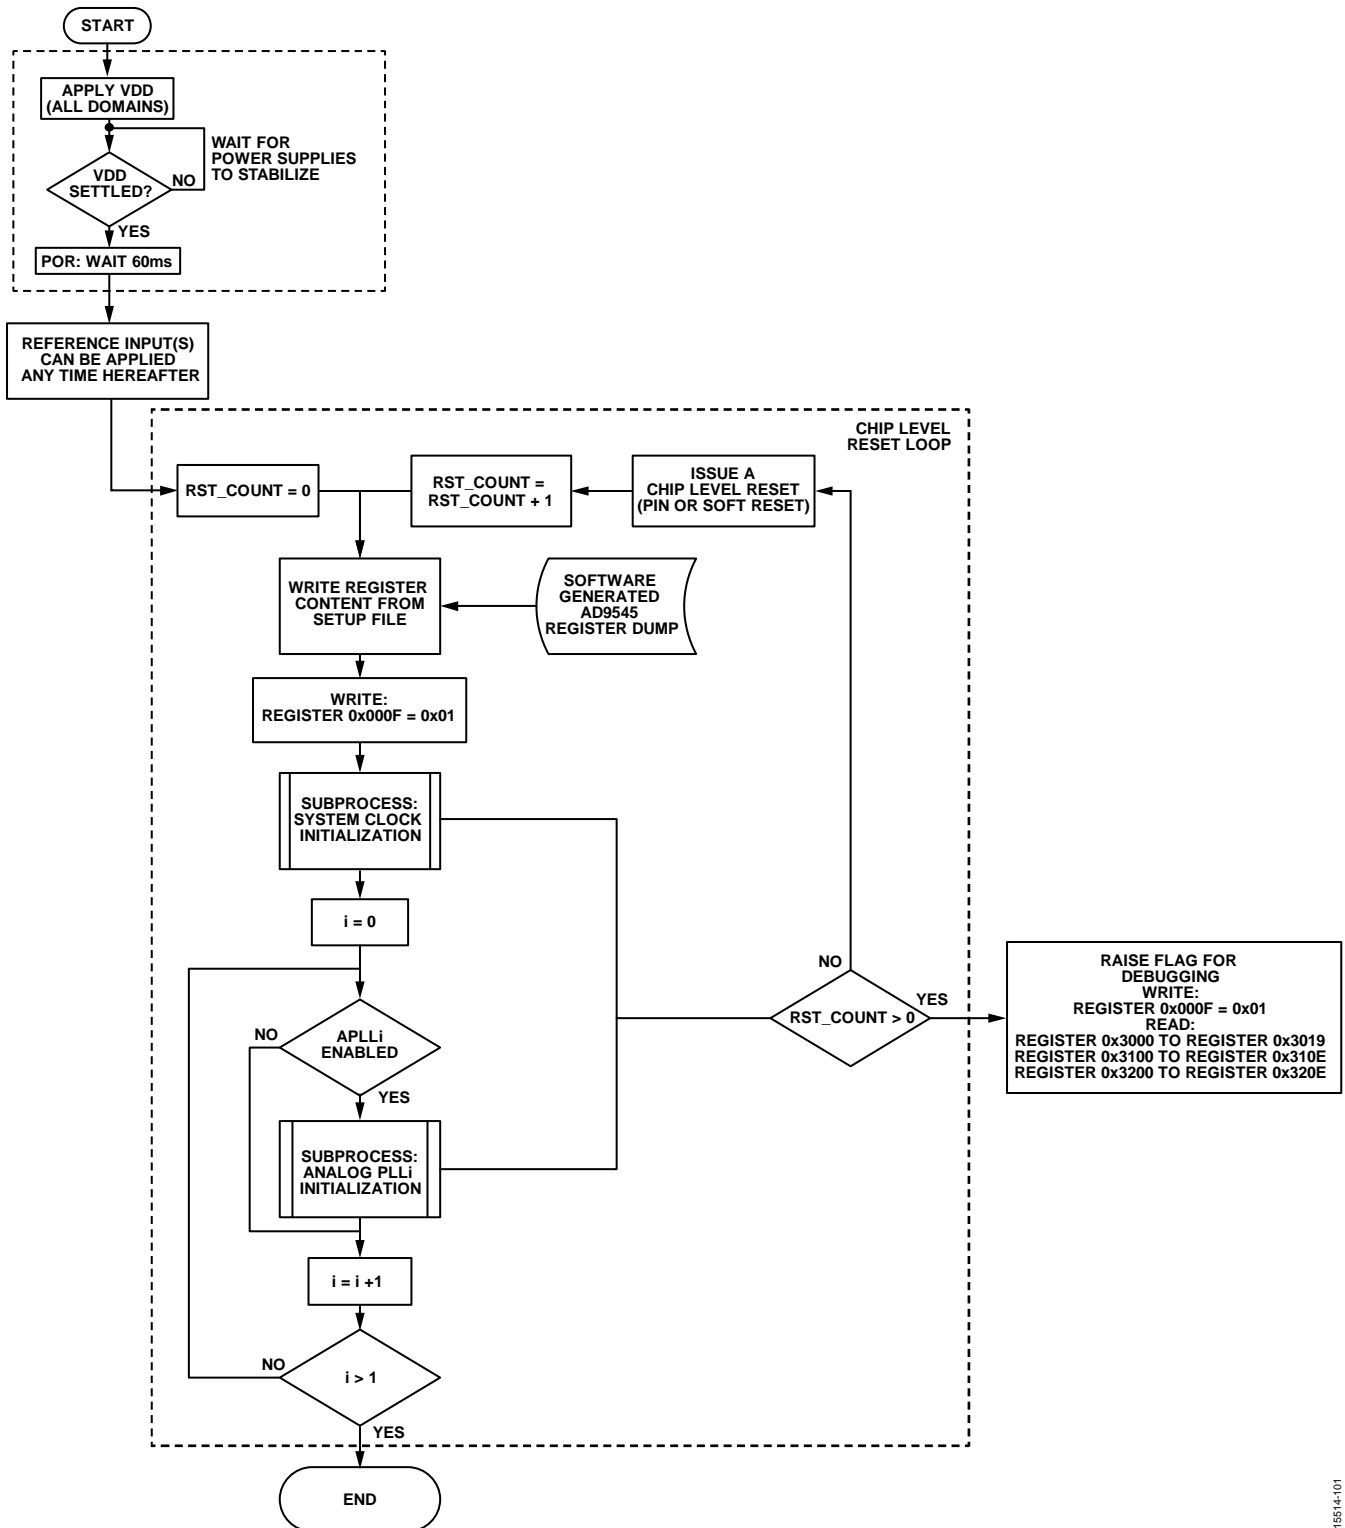 START
APPLY VDD
(ALL DOMAINS)
WAIT FOR
POWER SUPPLIES
TO STABILIZE
VDD
SETTLED?
NO
YES
POR: WAIT 60ms
REFERENCE INPUT(S)
CAN BE APPLIED
ANY TIME HEREAFTER
CHIP LEVEL
RESET LOOP
RST_COUNT = 0
RST_COUNT =
RST_COUNT + 1
ISSUE A
CHIP LEVEL RESET
(PIN OR SOFT RESET)
WRITE REGISTER
CONTENT FROM
SETUP FILE
SOFTWARE
GENERATED
AD9545
REGISTER DUMP
WRITE:
REGISTER 0x000F = 0x01
SUBPROCESS:
SYSTEM CLOCK
INITIALIZATION
i = 0
NO
APLLi
ENABLED
YES
SUBPROCESS:
ANALOG PLLi
INITIALIZATION
NO
RST_COUNT > 0
YES
RAISE FLAG FOR
DEBUGGING
WRITE:
REGISTER 0x000F = 0x01
READ:
REGISTER 0x3000 TO REGISTER 0x3019
REGISTER 0x3100 TO REGISTER 0x310E
REGISTER 0x3200 TO REGISTER 0x320E
i = i +1
NO
i > 1
YES
END
15514-101